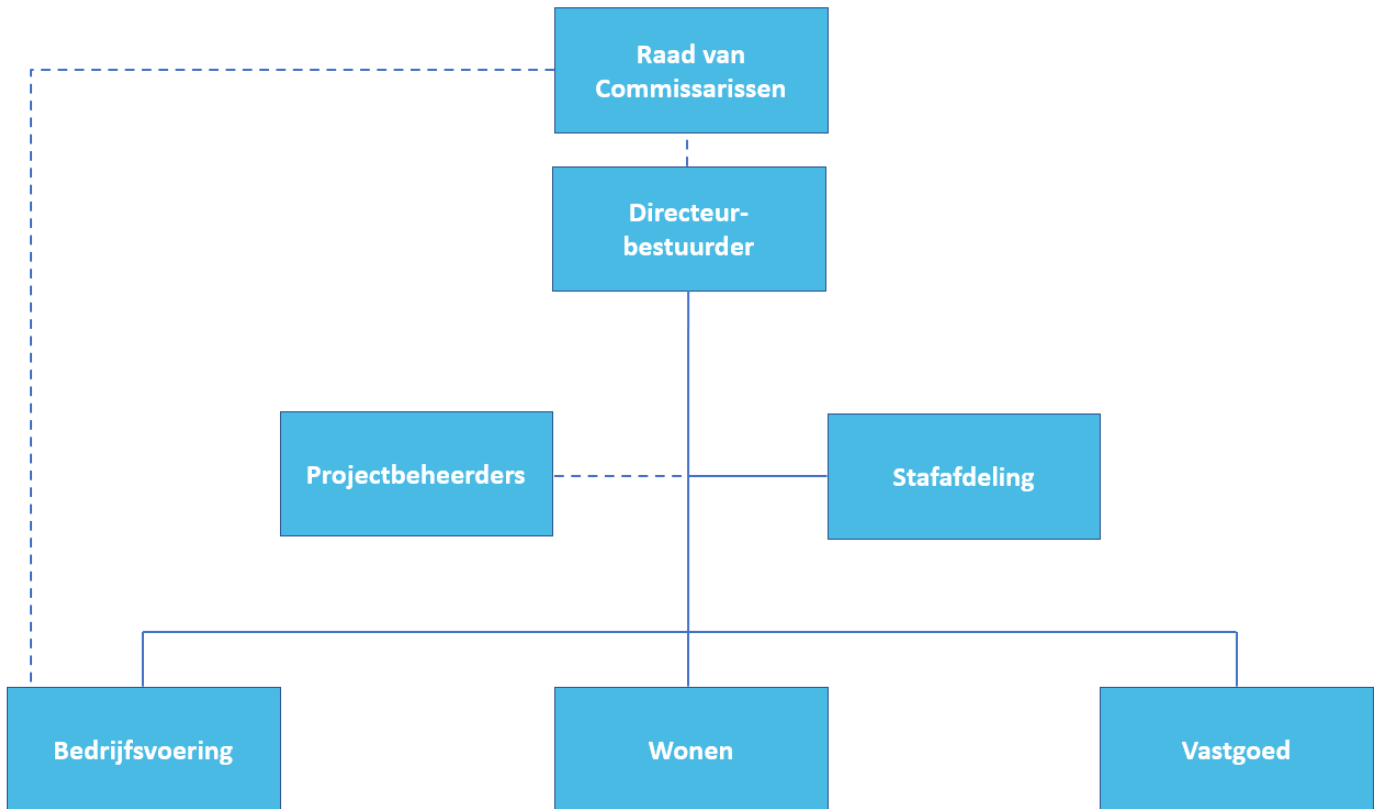 Raad van
Commissarissen
Directeur-
bestuurder
Projectbeheerders
Stafafdeling
Bedrijfsvoering
Wonen
Vastgoed